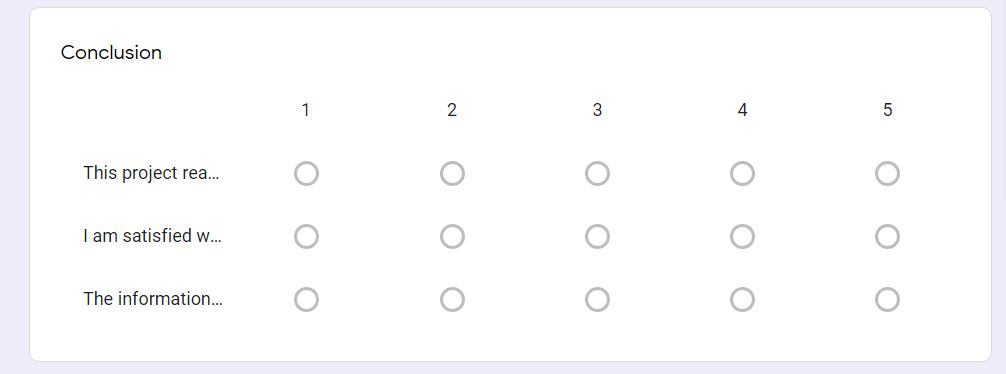 Conclusion
1 2 3 4 5
This project rea...
I am satisfied w...
The information...